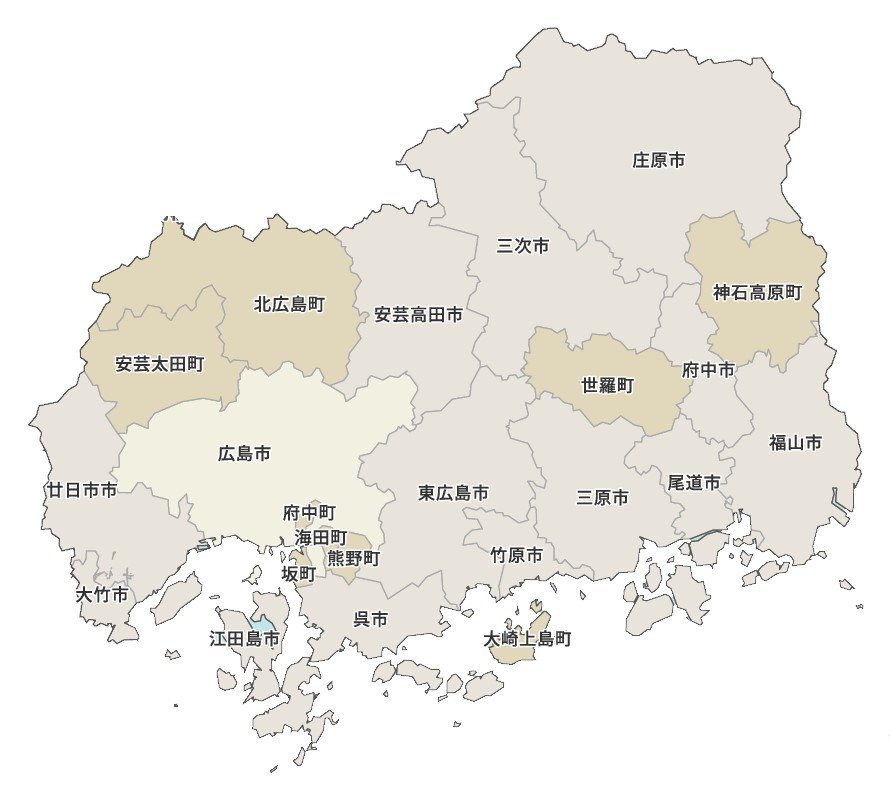 庄原市
三次市
神石高原町
北広島町
安芸高田市
安芸太田町
府中市
世羅町
福山市
広島市
尾道市
廿日市市
東広島市
三原市
府中町
海田町
熊野町
竹原市
坂町
大竹市
呉市
江田島市
大崎上島町